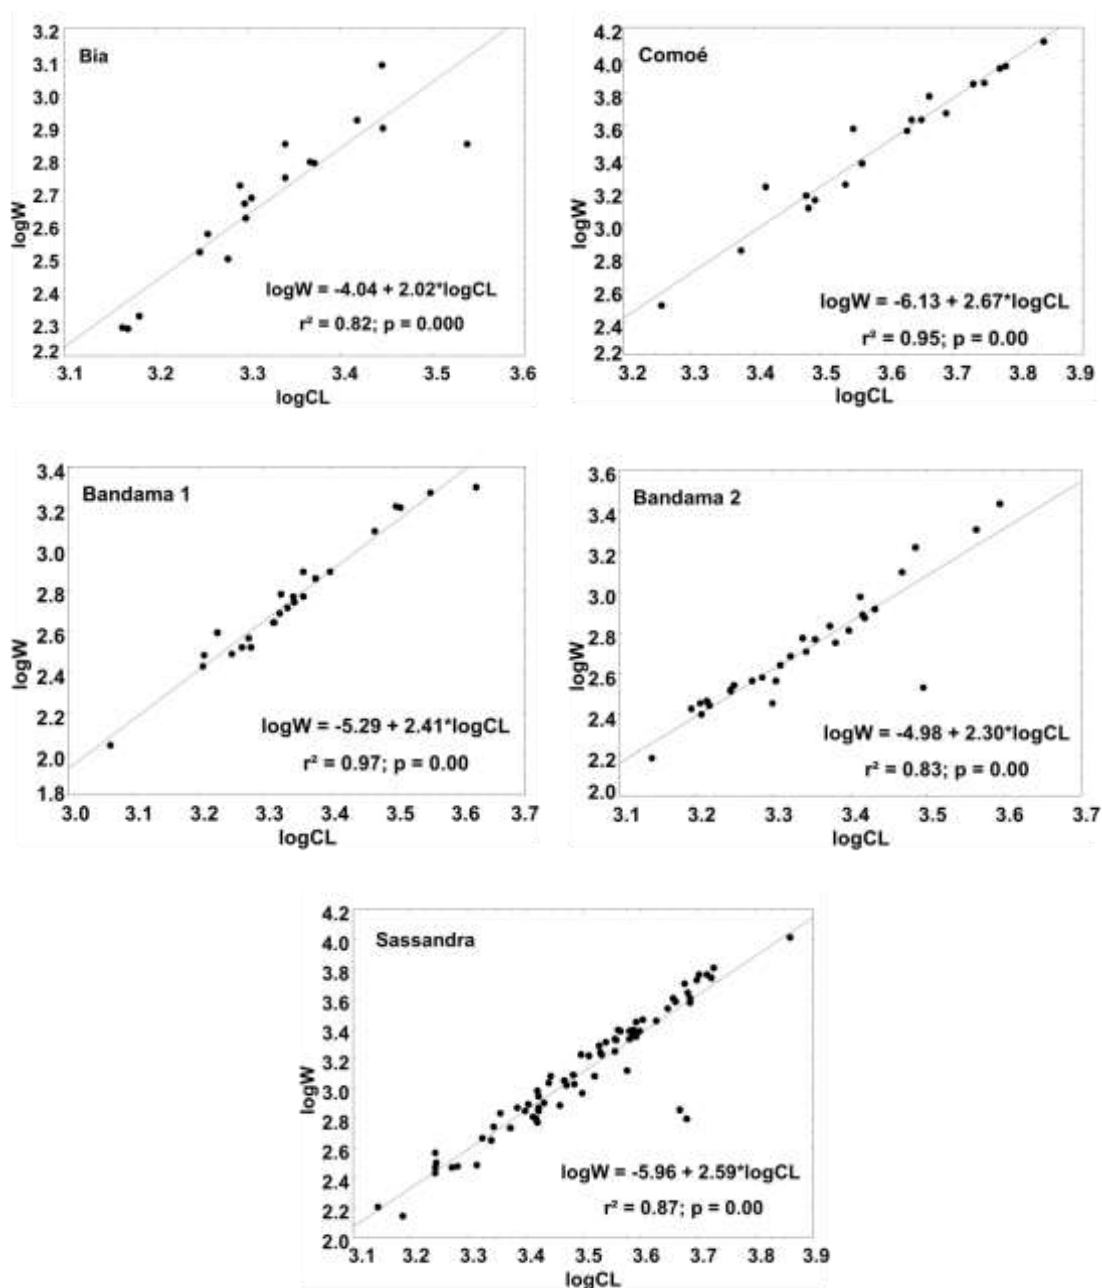 3.2
3.1
3.0
2.9
2.8
2.7
2.6
2.5
2.4
2.3
2.2
logW
Bia
logW = -4.04 + 2.02*logCL
r² = 0.82; p = 0.000
3.1 3.2 3.3 3.4 3.5 3.6
logCL
4.2
4.0
3.8
3.6
3.4
3.2
3.0
2.8
2.6
2.4
2.2
logW
Comoé
logW = -6.13 + 2.67*logCL
r² = 0.95; p = 0.00
3.2 3.3 3.4 3.5 3.6 3.7 3.8 3.9
logCL
3.4
3.2
3.0
2.8
2.6
2.4
2.2
2.0
1.8
logW
Bandama 1
logW = -5.29 + 2.41*logCL
r² = 0.97; p = 0.00
3.0 3.1 3.2 3.3 3.4 3.5 3.6 3.7
logCL
3.6
3.4
3.2
3.0
2.8
2.6
2.4
2.2
2.0
logW
Bandama 2
logW = -4.98 + 2.30*logCL
r² = 0.83; p = 0.00
3.1 3.2 3.3 3.4 3.5 3.6 3.7
logCL
4.2
4.0
3.8
3.6
3.4
3.2
3.0
2.8
2.6
2.4
2.2
2.0
logW
Sassandra
logW = -5.96 + 2.59*logCL
r² = 0.87; p = 0.00
3.1 3.2 3.3 3.4 3.5 3.6 3.7 3.8 3.9
logCL